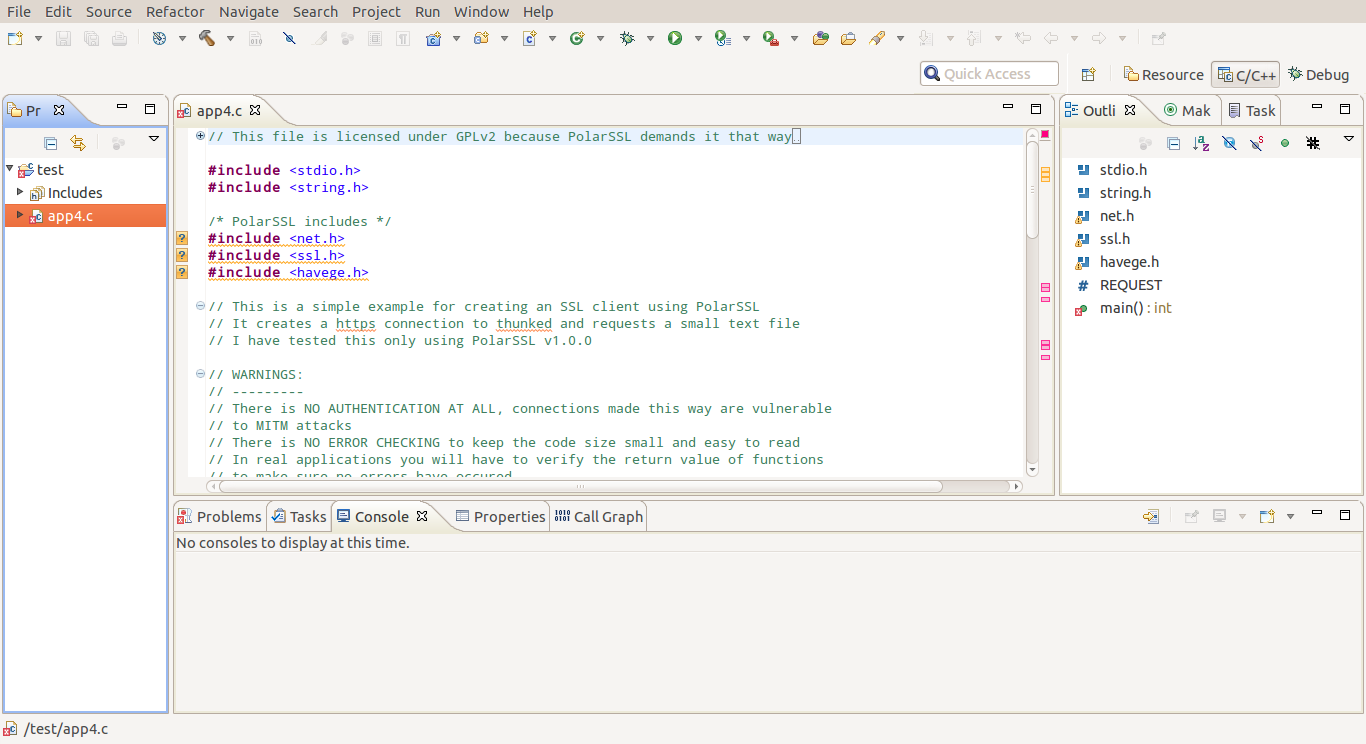 File Edit Source Refactor Navigate Search Project Run Window Help
Quick Access
Resource C/C++ Debug
Pr
test
Includes
app4.c
app4.c
// This file is licensed under GPLv2 because PolarSSL demands it that way.
#include <stdio.h>
#include <string.h>
/* PolarSSL includes */
#include <net.h>
#include <ssl.h>
#include <havege.h>
// This is a simple example for creating an SSL client using PolarSSL
// It creates a https connection to thunked and requests a small text file
// I have tested this only using PolarSSL v1.0.0
// WARNINGS:
// ---------
// There is NO AUTHENTICATION AT ALL, connections made this way are vulnerable
// to MITM attacks
// There is NO ERROR CHECKING to keep the code size small and easy to read
// In real applications you will have to verify the return value of functions
// to make sure no errors have occured
Outli Mak Task
stdio.h
string.h
net.h
ssl.h
havege.h
# REQUEST
main() : int
Problems Tasks Console Properties Call Graph
No consoles to display at this time.
/test/app4.c